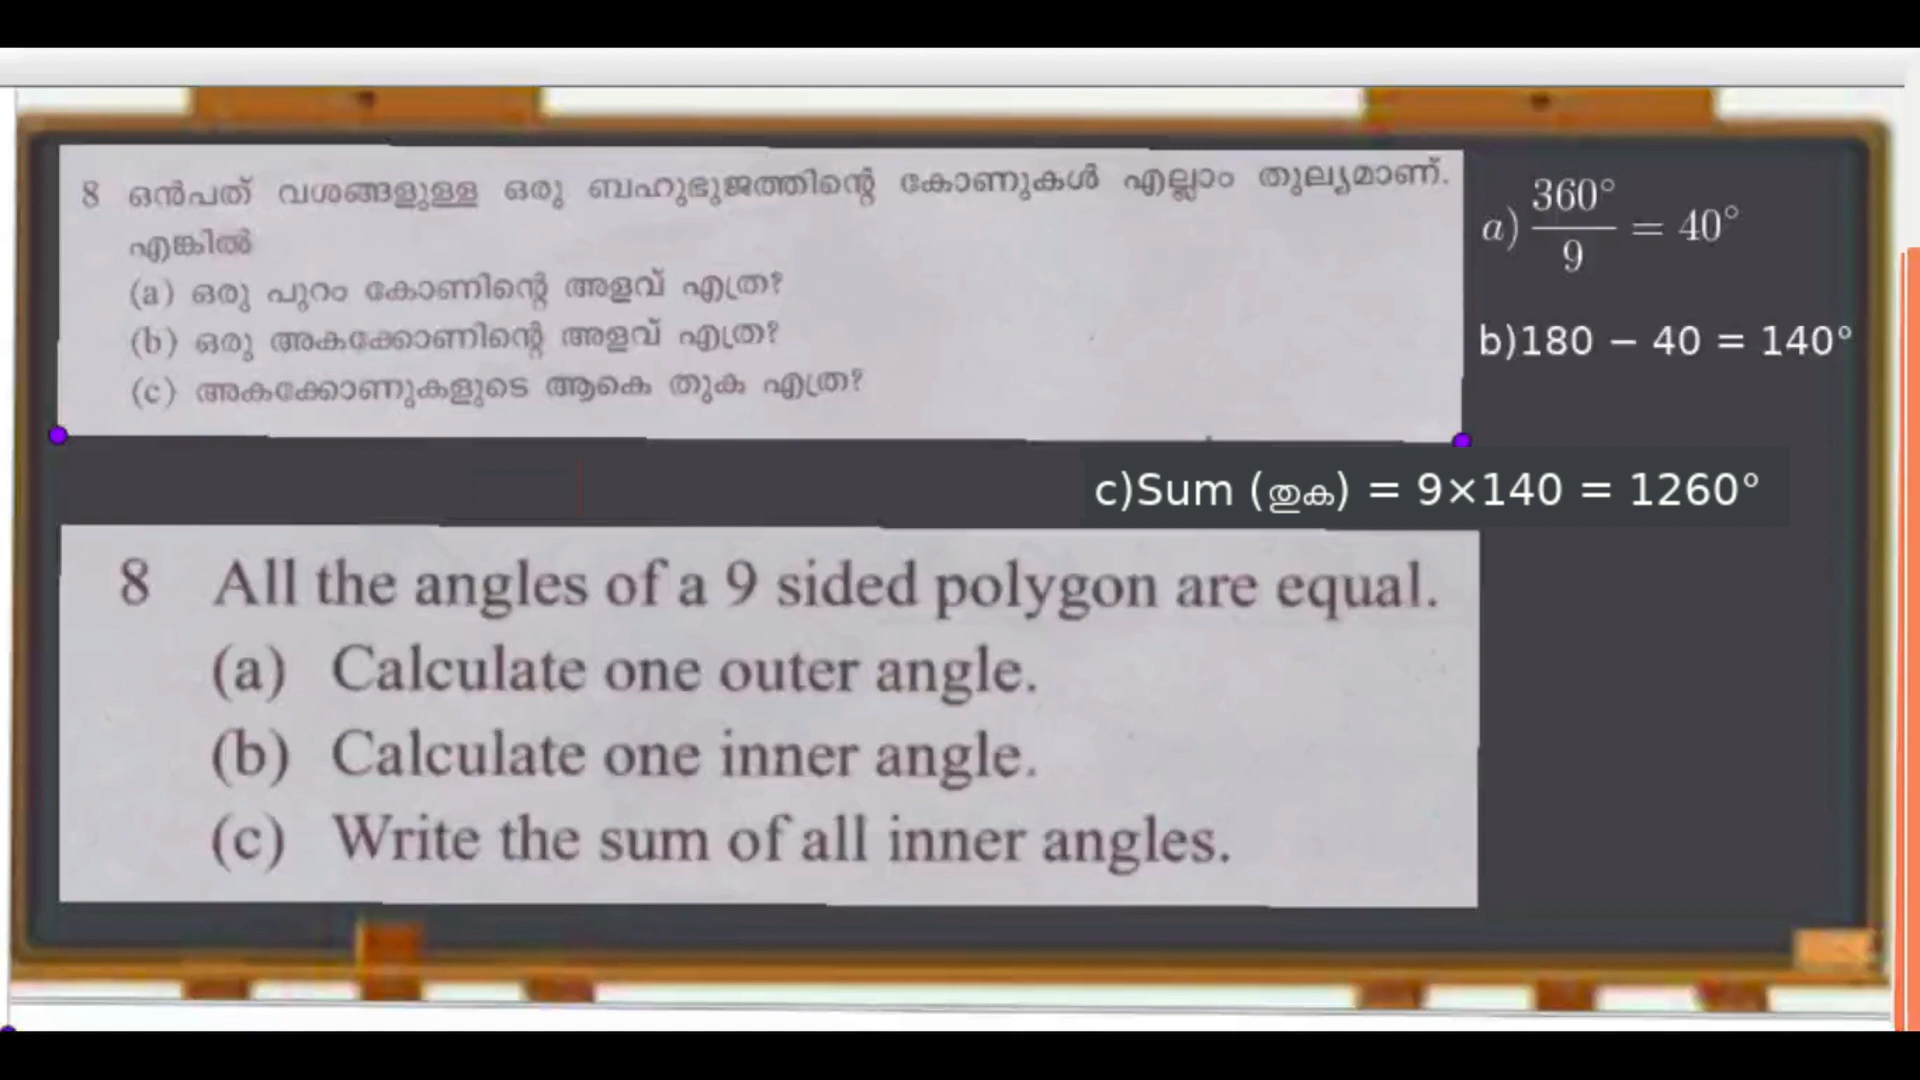 8 ഒൻപത് വശങ്ങളുള്ള ഒരു ബഹുഭുജത്തിന്റെ കോണുകൾ എല്ലാം തുല്യമാണ്.
എങ്കിൽ
(a) ഒരു പുറം കോണിന്റെ അളവ് എത്ര?
(b) ഒരു അകക്കോണിന്റെ അളവ് എത്ര?
(c) അകക്കോണുകളുടെ ആകെ തുക എത്ര?
a) 360°/9 = 40°
b)180 − 40 = 140°
c)Sum (തുക) = 9×140 = 1260°
8 All the angles of a 9 sided polygon are equal.
(a) Calculate one outer angle.
(b) Calculate one inner angle.
(c) Write the sum of all inner angles.